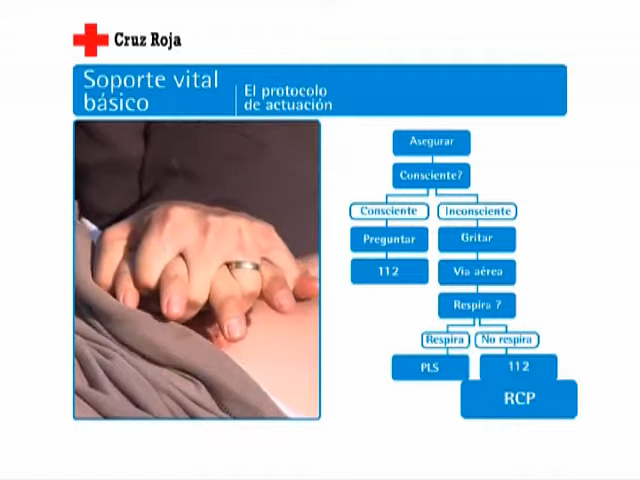 Cruz Roja
Soporte vital
básico
El protocolo
de actuación
Asegurar
Consciente?
Consciente
Inconsciente
Preguntar
Gritar
112
Via aérea
Respira ?
Respira
No respira
PLS
112
RCP